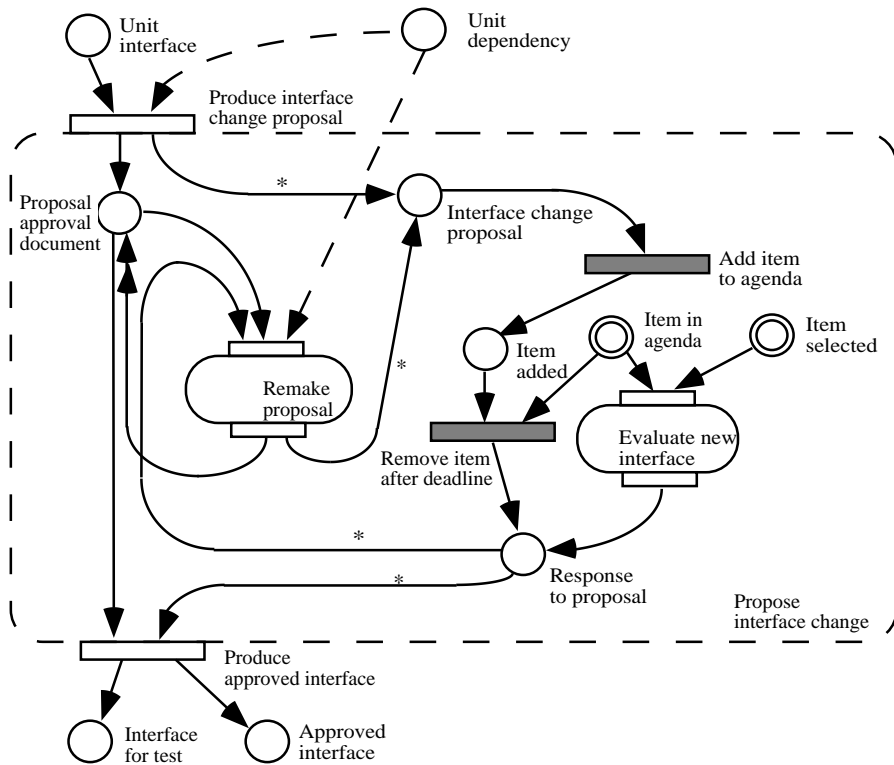 Unit
interface
Unit
dependency
Produce interface
change proposal
*
Proposal
approval
document
Interface change
proposal
Add item
to agenda
Item in
agenda
Item
selected
Item
added
*
Remake
proposal
Evaluate new
interface
Remove item
after deadline
*
*
Response
to proposal
Propose
interface change
Produce
approved interface
Interface
for test
Approved
interface